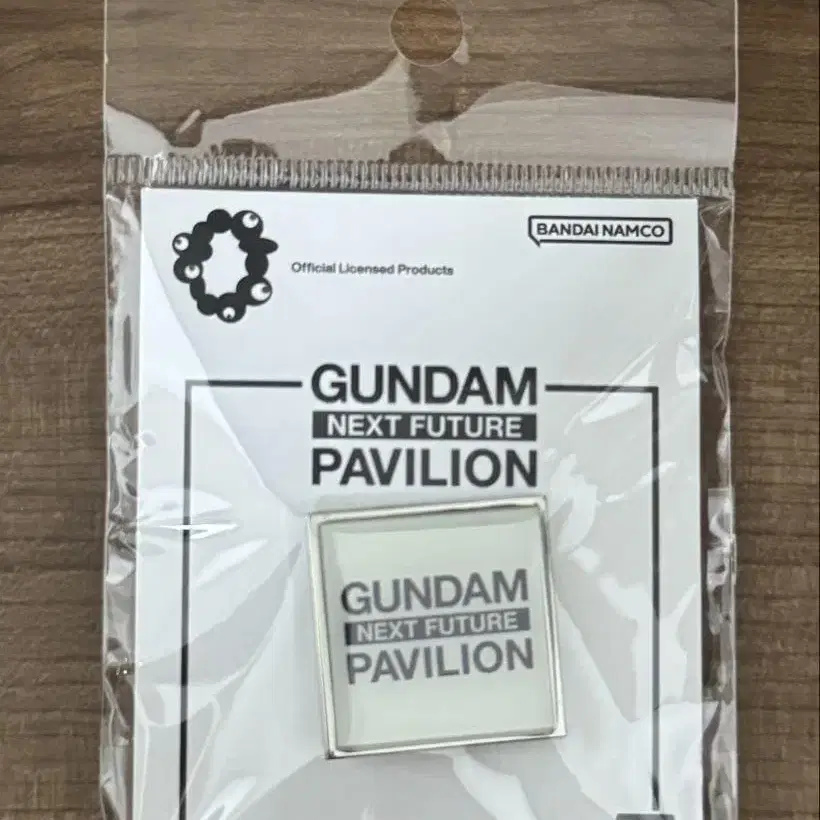 BANDAI NAMCO
Official Licensed Products
GUNDAM
NEXT FUTURE
PAVILION
GUNDAM
NEXT FUTURE
PAVILION